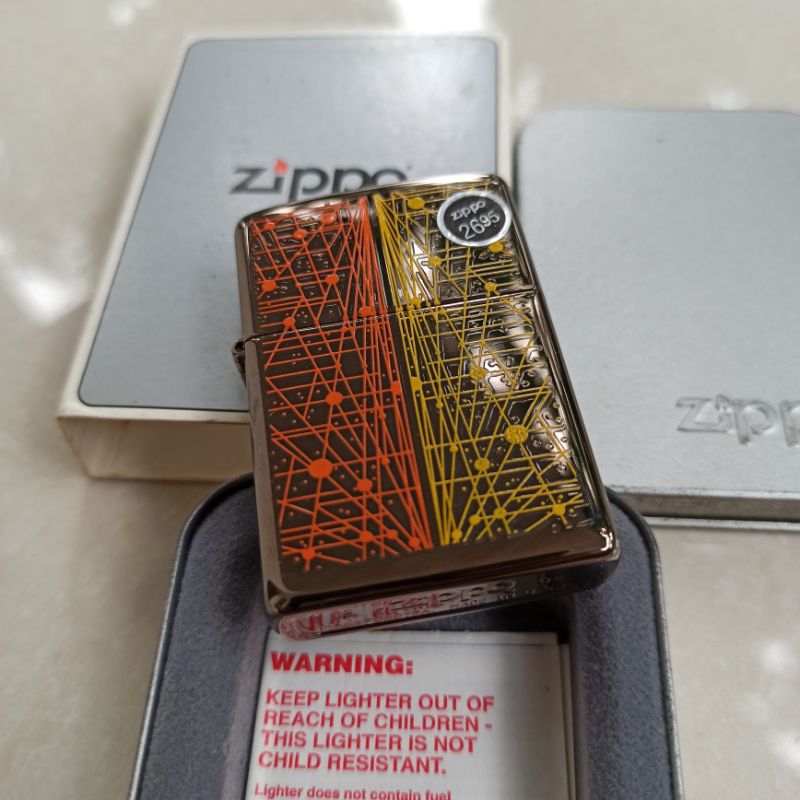 zippo
zippo
2695
zippo
zippo
WARNING:
KEEP LIGHTER OUT OF
REACH OF CHILDREN -
THIS LIGHTER IS NOT
CHILD RESISTANT.
Lighter does not contain fuel